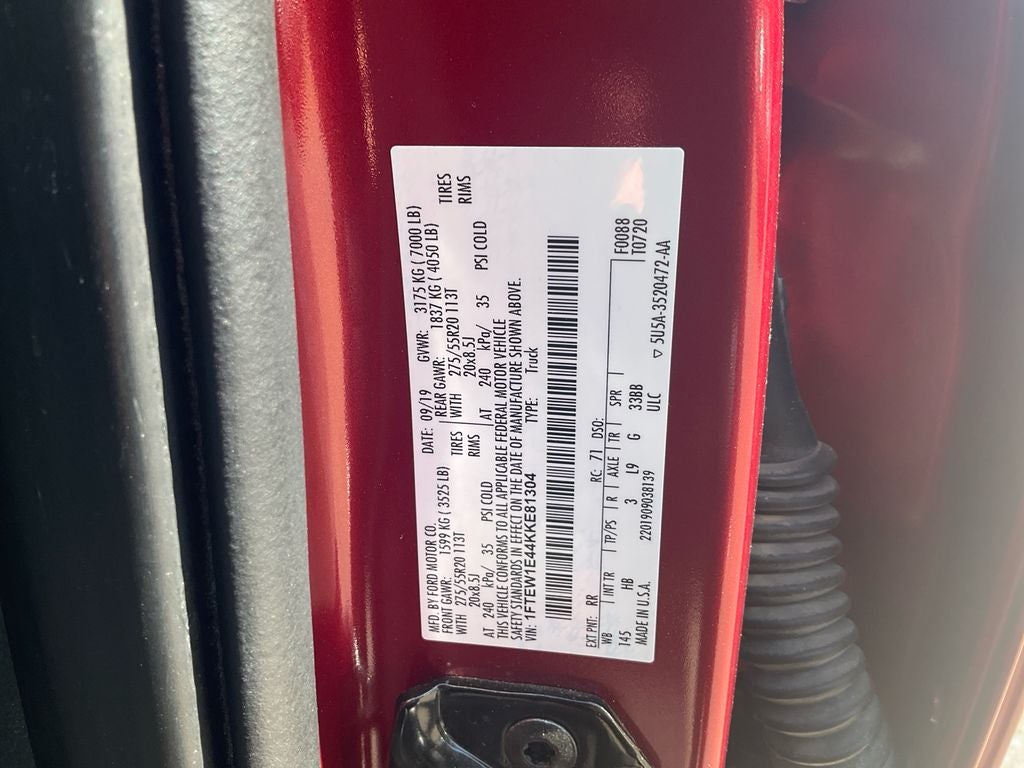 MFD. BY FORD MOTOR CO.
DATE: 09/19 GVWR: 3175 KG ( 7000 LB)
FRONT GAWR: 1599 KG ( 3525 LB) REAR GAWR: 1837 KG ( 4050 LB)
WITH 275/55R20 113T TIRES WITH 275/55R20 113T TIRES
20x8.5J RIMS 20x8.5J RIMS
AT 240 kPa/ 35 PSI COLD AT 240 kPa/ 35 PSI COLD
THIS VEHICLE CONFORMS TO ALL APPLICABLE FEDERAL MOTOR VEHICLE
SAFETY STANDARDS IN EFFECT ON THE DATE OF MANUFACTURE SHOWN ABOVE.
VIN: 1FTEW1E44KKE81304 TYPE: Truck
EXT PNT: RR RC: 71 DSO:
WB INT TR TP/PS R AXLE TR SPR F0088
145 HB 3 L9 G 33BB T0720
MADE IN U.S.A. 2201909038139 ULC ▽ 5U5A-3520472-AA